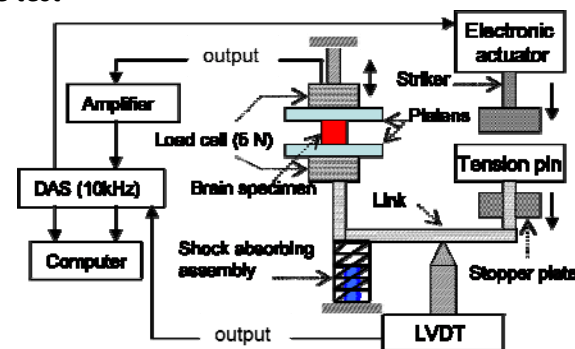 Electronic
actuator
output
Striker
Amplifier
Platens
Load cell (5 N)
Tension pin
Brain specimen
DAS (10kHz)
Link
Shock absorbing
assembly
Computer
Stopper plate
output
LVDT